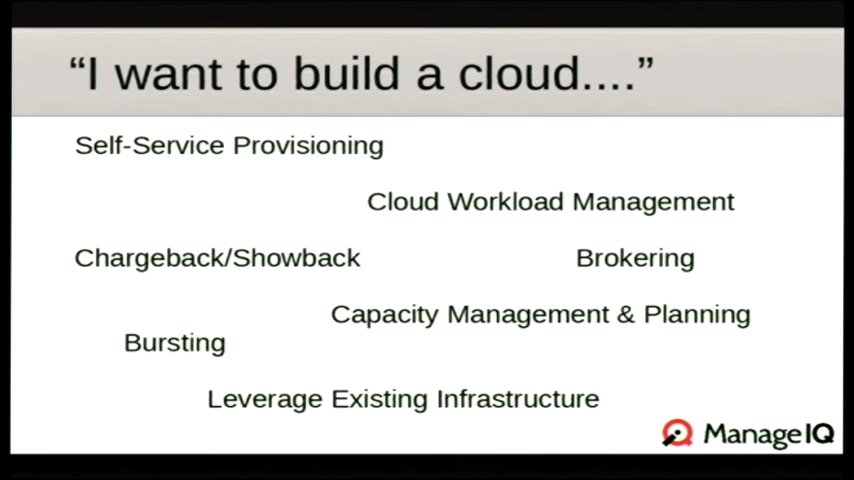 “I want to build a cloud....”
Self-Service Provisioning
Cloud Workload Management
Chargeback/Showback
Brokering
Capacity Management & Planning
Bursting
Leverage Existing Infrastructure
ManageIQ